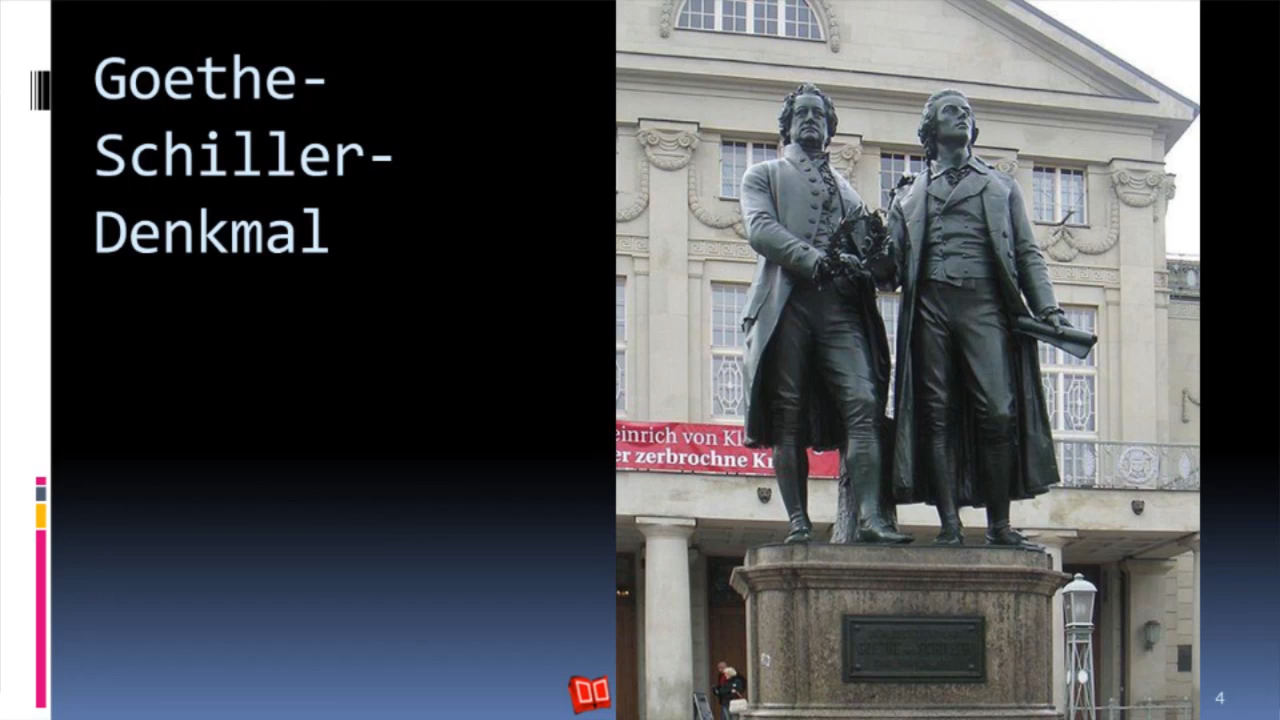 Goethe-
Schiller-
Denkmal
einrich von Kl
er zerbrochne K
4